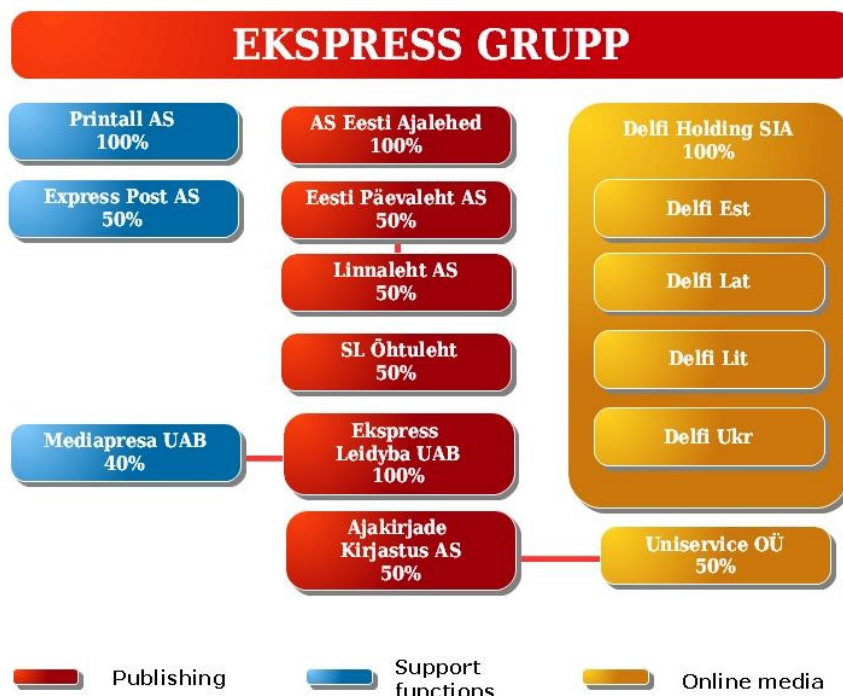 EKSPRESS GRUPP
Printall AS
100%
Express Post AS
50%
Mediapresa UAB
40%
AS Eesti Ajalehed
100%
Eesti Päevaleht AS
50%
Linnaleht AS
50%
SL Õhtuleht
50%
Ekspress
Leidyba UAB
100%
Ajakirjade
Kirjastus AS
50%
Delfi Holding SIA
100%
Delfi Est
Delfi Lat
Delfi Lit
Delfi Ukr
Uniservice OÜ
50%
Publishing
Support
functions
Online media